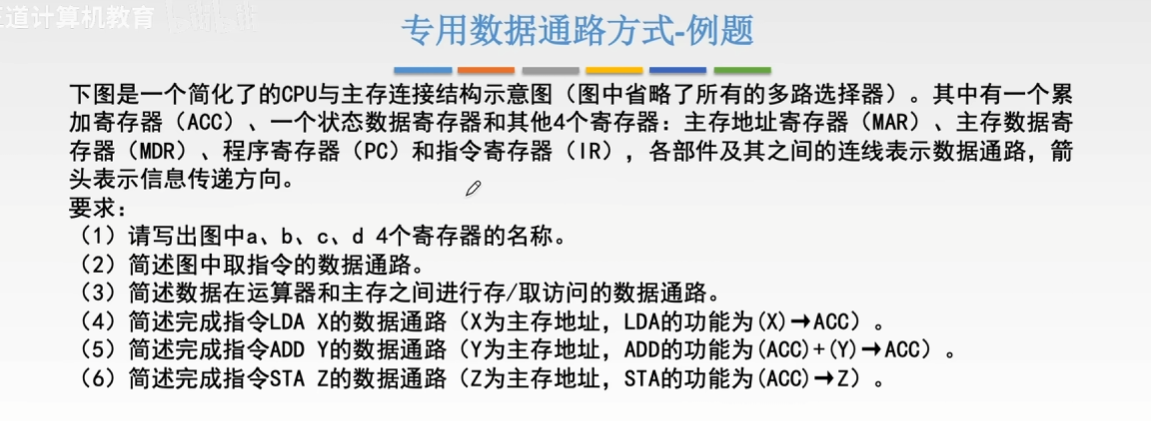 道计算机教育
专用数据通路方式-例题
下图是一个简化了的CPU与主存连接结构示意图（图中省略了所有的多路选择器）。其中有一个累
加寄存器（ACC）、一个状态数据寄存器和其他4个寄存器：主存地址寄存器（MAR）、主存数据寄
存器（MDR）、程序寄存器（PC）和指令寄存器（IR），各部件及其之间的连线表示数据通路，箭
头表示信息传递方向。
要求：
（1）请写出图中a、b、c、d 4个寄存器的名称。
（2）简述图中取指令的数据通路。
（3）简述数据在运算器和主存之间进行存/取访问的数据通路。
（4）简述完成指令LDA X的数据通路（X为主存地址，LDA的功能为(X)→ACC）。
（5）简述完成指令ADD Y的数据通路（Y为主存地址，ADD的功能为(ACC)+(Y)→ACC）。
（6）简述完成指令STA Z的数据通路（Z为主存地址，STA的功能为(ACC)→Z）。